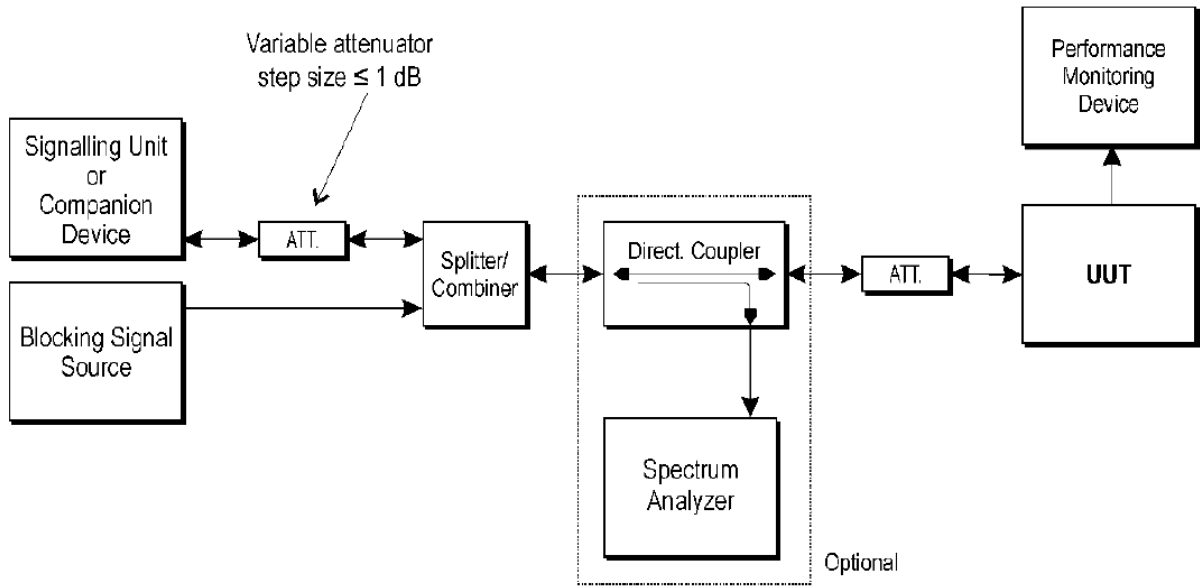 Variable attenuator
step size ≤ 1 dB
Performance
Monitoring
Device
Signalling Unit
or
Companion
Device
ATT.
Splitter/
Combiner
Direct. Coupler
ATT.
UUT
Blocking Signal
Source
Spectrum
Analyzer
Optional